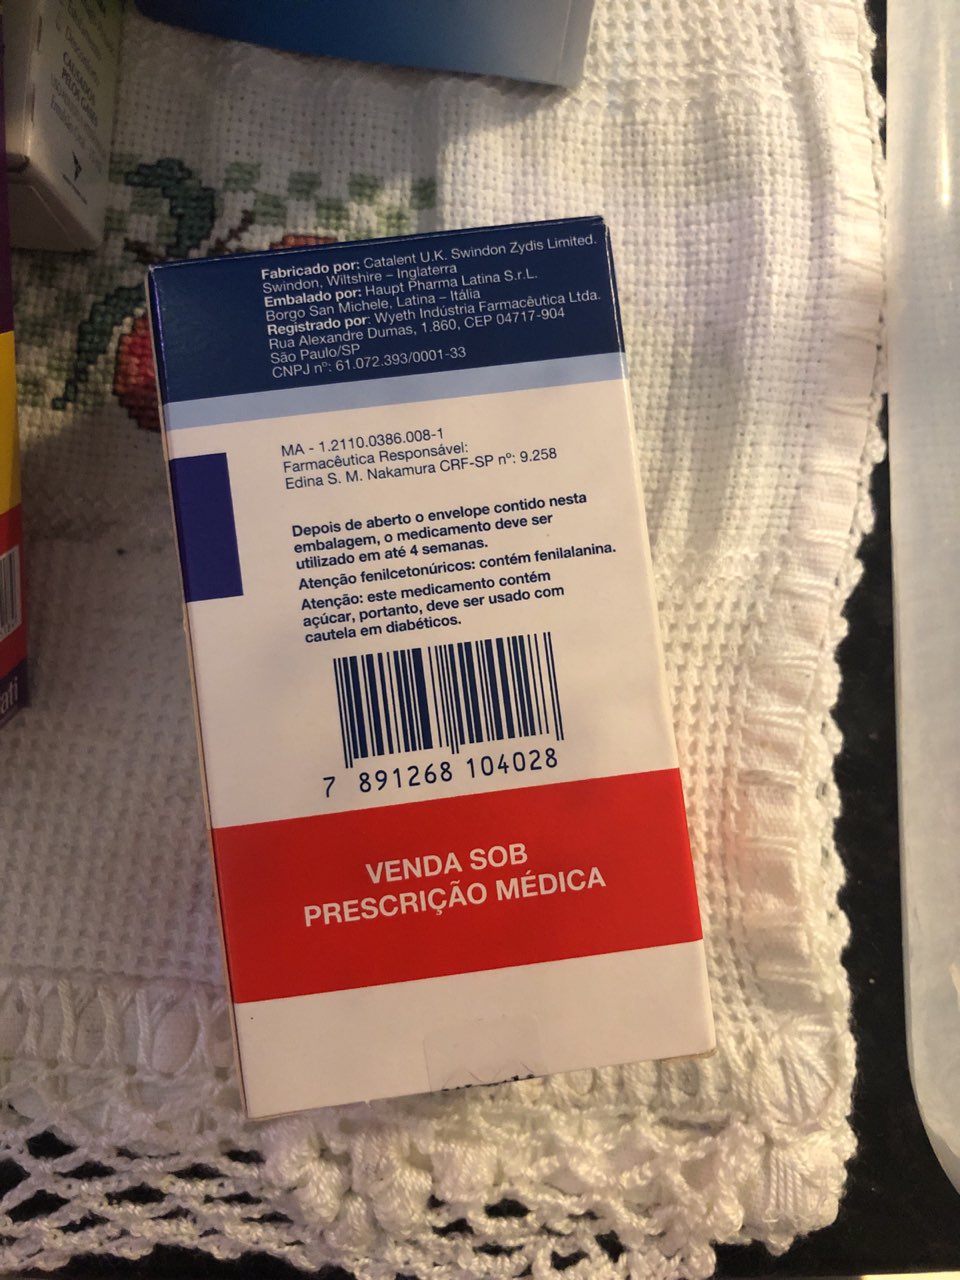 CAUSADOS
PELOS GASES
Fabricado por: Catalent U.K. Swindon Zydis Limited.
Swindon, Wiltshire – Inglaterra
Embalado por: Haupt Pharma Latina S.r.L.
Borgo San Michele, Latina – Itália
Registrado por: Wyeth Indústria Farmacêutica Ltda.
Rua Alexandre Dumas, 1.860, CEP 04717-904
São Paulo/SP
CNPJ nº: 61.072.393/0001-33
MA - 1.2110.0386.008-1
Farmacêutica Responsável:
Edina S. M. Nakamura CRF-SP nº: 9.258
Depois de aberto o envelope contido nesta
embalagem, o medicamento deve ser
utilizado em até 4 semanas.
Atenção fenilcetonúricos: contém fenilalanina.
Atenção: este medicamento contém
açúcar, portanto, deve ser usado com
cautela em diabéticos.
7 891268 104028
VENDA SOB
PRESCRIÇÃO MÉDICA